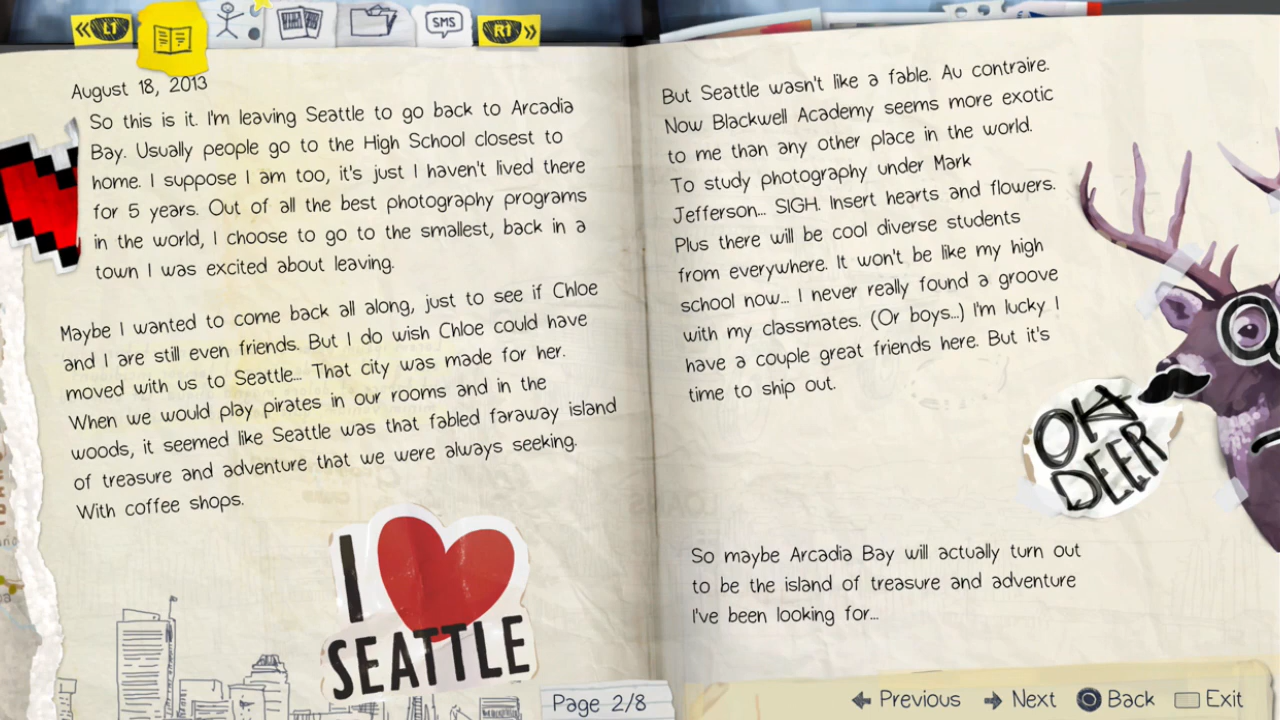 L1
SMS
R1
August 18, 2013
So this is it. I'm leaving Seattle to go back to Arcadia
Bay. Usually people go to the High School closest to
home. I suppose I am too, it's just I haven't lived there
for 5 years. Out of all the best photography programs
in the world, I choose to go to the smallest, back in a
town I was excited about leaving.
Maybe I wanted to come back all along, just to see if Chloe
and I are still even friends. But I do wish Chloe could have
moved with us to Seattle... That city was made for her.
When we would play pirates in our rooms and in the
woods, it seemed like Seattle was that fabled faraway island
of treasure and adventure that we were always seeking.
With coffee shops.
I
SEATTLE
But Seattle wasn't like a fable. Au contraire.
Now Blackwell Academy seems more exotic
to me than any other place in the world.
To study photography under Mark
Jefferson... SIGH. Insert hearts and flowers.
Plus there will be cool diverse students
from everywhere. It won't be like my high
school now... I never really found a groove
with my classmates. (Or boys...) I'm lucky I
have a couple great friends here. But it's
time to ship out.
OH
DEER
So maybe Arcadia Bay will actually turn out
to be the island of treasure and adventure
I've been looking for...
Page 2/8
Previous
Next
Back
Exit